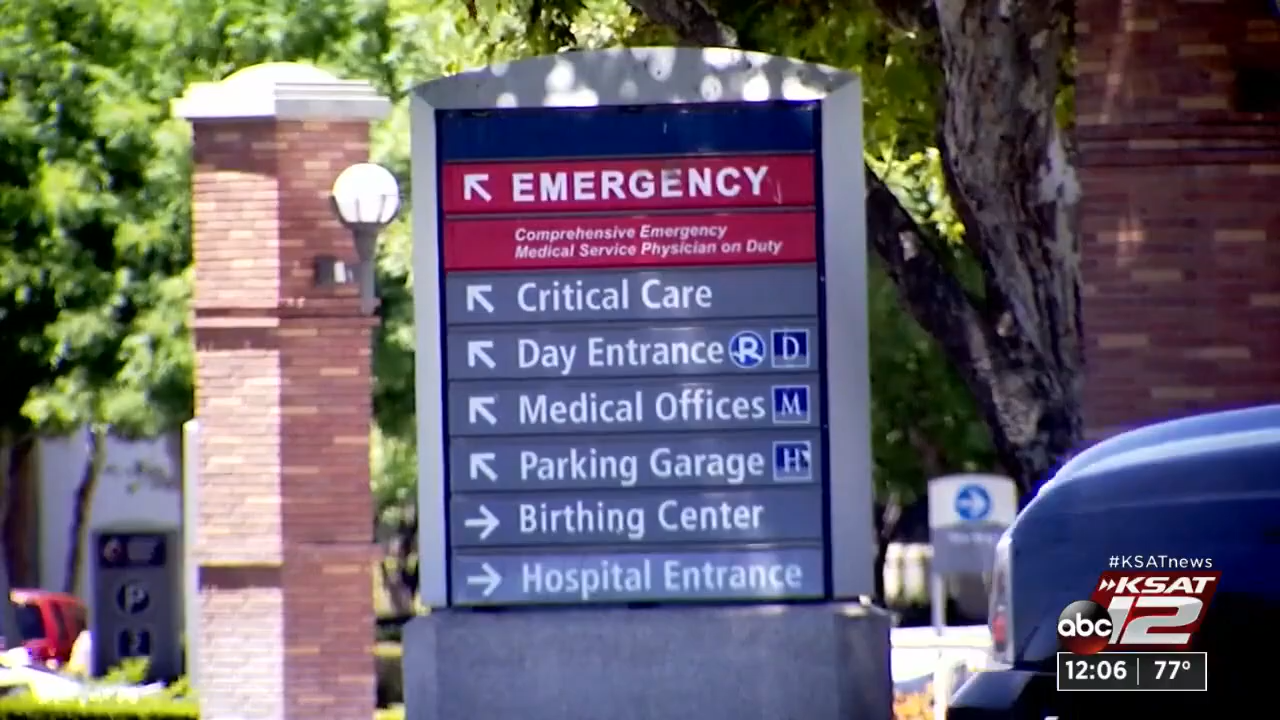 EMERGENCY
Comprehensive Emergency
Medical Service Physician on Duty
Critical Care
Day Entrance R D
Medical Offices M
Parking Garage H
Birthing Center
Hospital Entrance
P
2
#KSATnews
KSAT
abc 12
12:06 77°